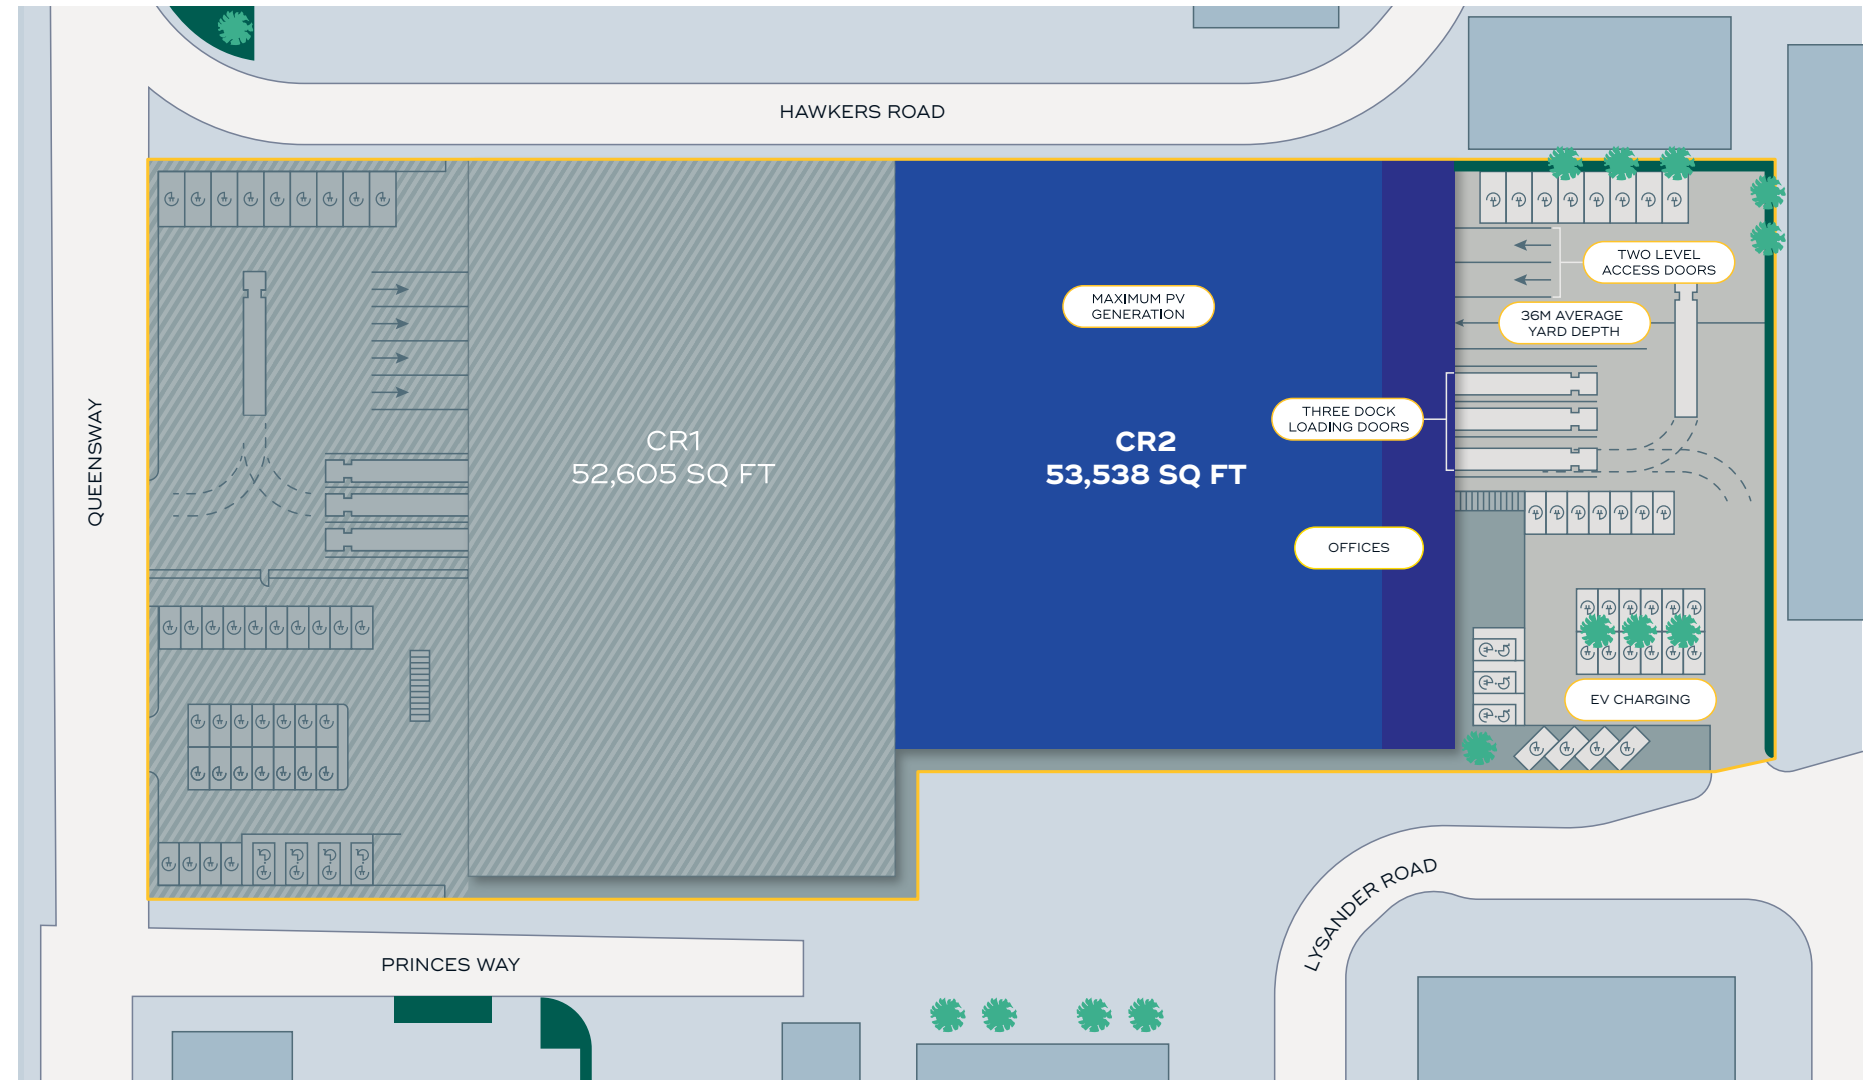 HAWKERS ROAD
TWO LEVEL
ACCESS DOORS
MAXIMUM PV
GENERATION
36M AVERAGE
YARD DEPTH
QUEENSWAY
THREE DOCK
LOADING DOORS
CR1
52,605 SQ FT
CR2
53,538 SQ FT
OFFICES
EV CHARGING
LYSANDER ROAD
PRINCES WAY